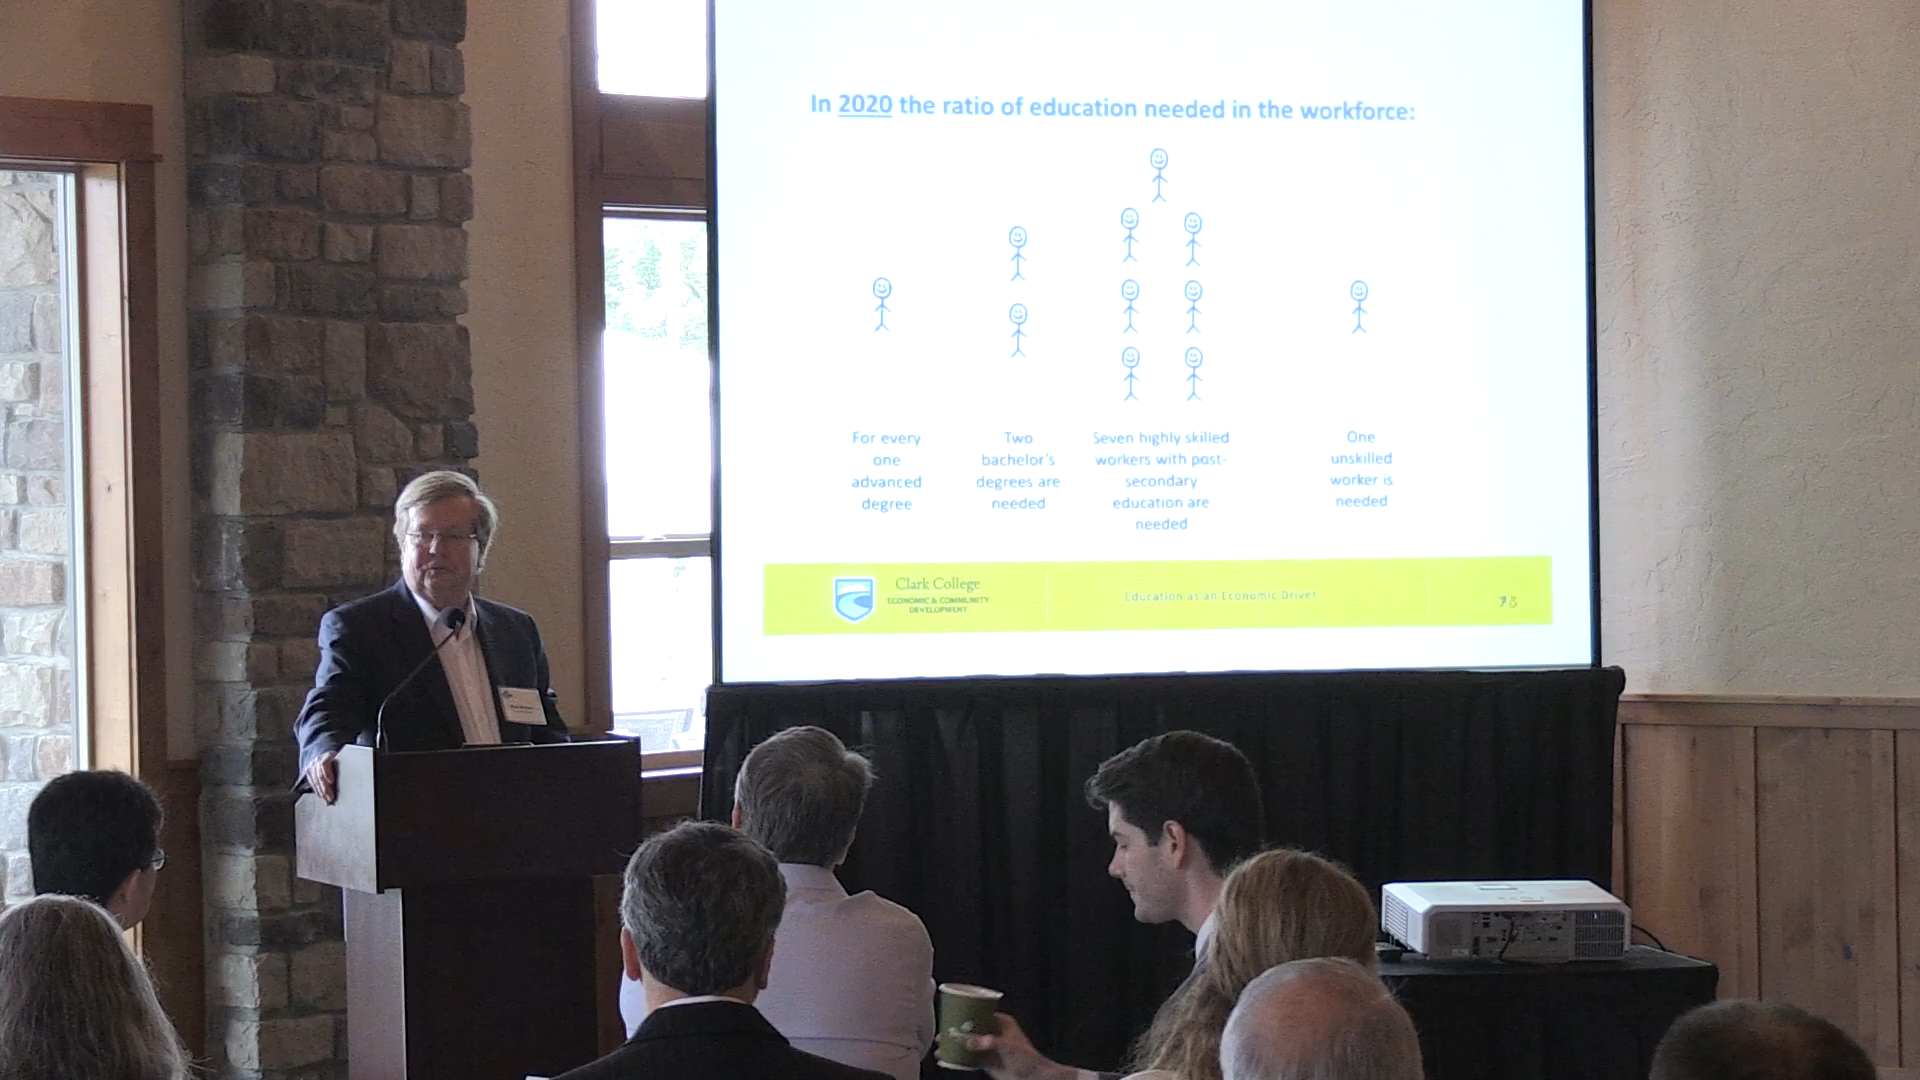 In 2020 the ratio of education needed in the workforce:
For every
one
advanced
degree
Two
bachelor's
degrees are
needed
Seven highly skilled
workers with post-
secondary
education are
needed
One
unskilled
worker is
needed
Clark College
ECONOMIC & COMMUNITY
DEVELOPMENT
Education as an Economic Driver